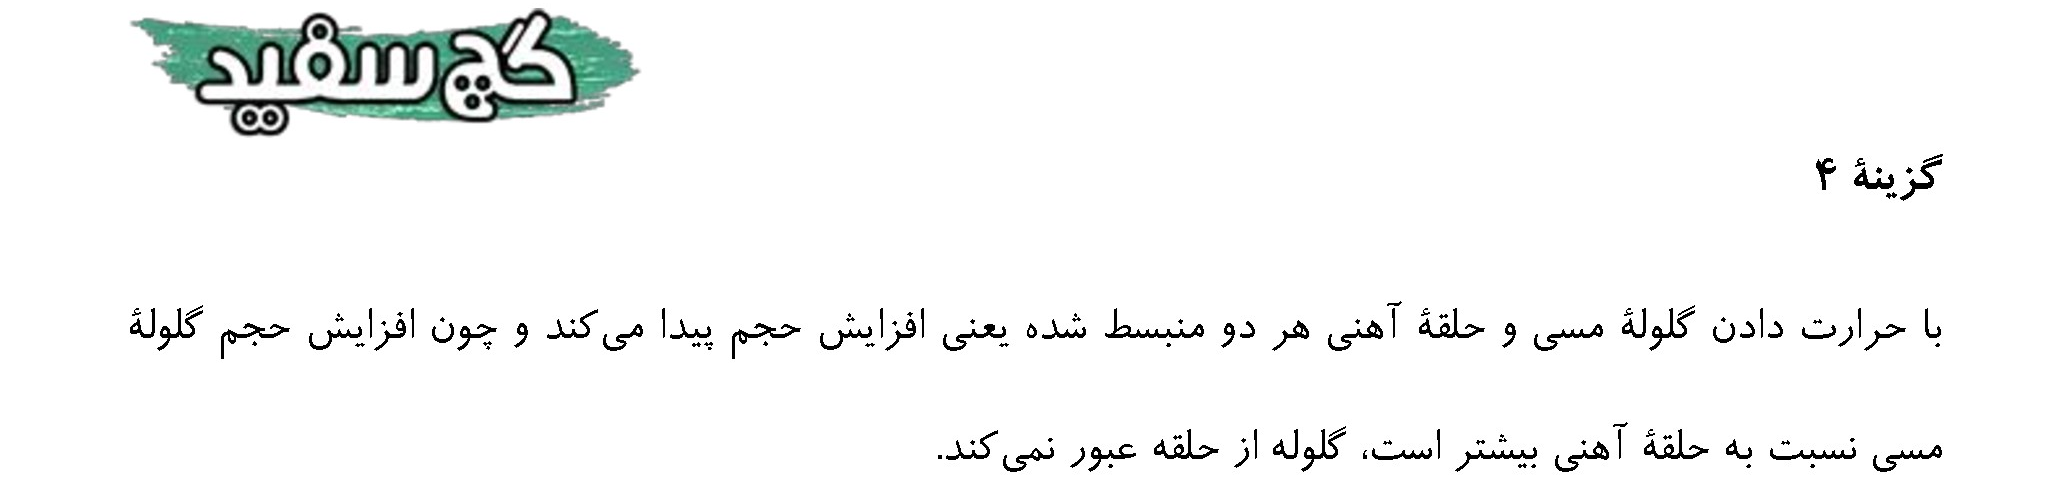 گچ سفید
گزینهٔ ۴
با حرارت دادن گلولهٔ مسی و حلقهٔ آهنی هر دو منبسط شده یعنی افزایش حجم پیدا می‌کند و چون افزایش حجم گلولهٔ
مسی نسبت به حلقهٔ آهنی بیشتر است، گلوله از حلقه عبور نمی‌کند.